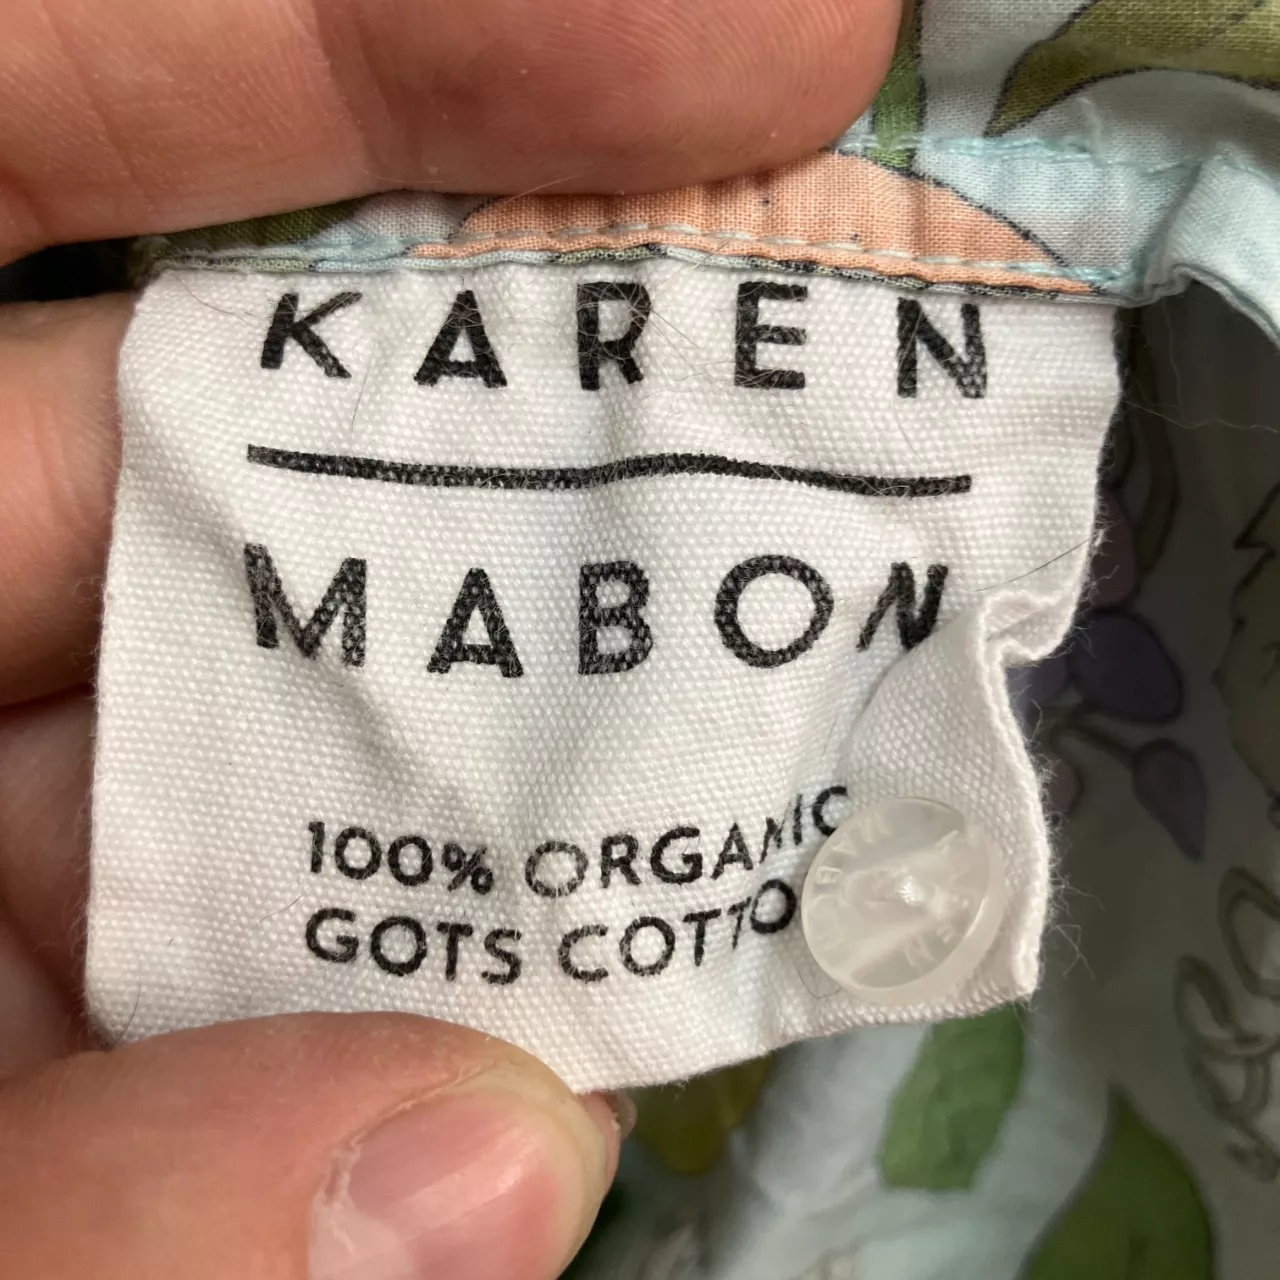 KAREN
MABON
100% ORGANIC
GOTS COTTO